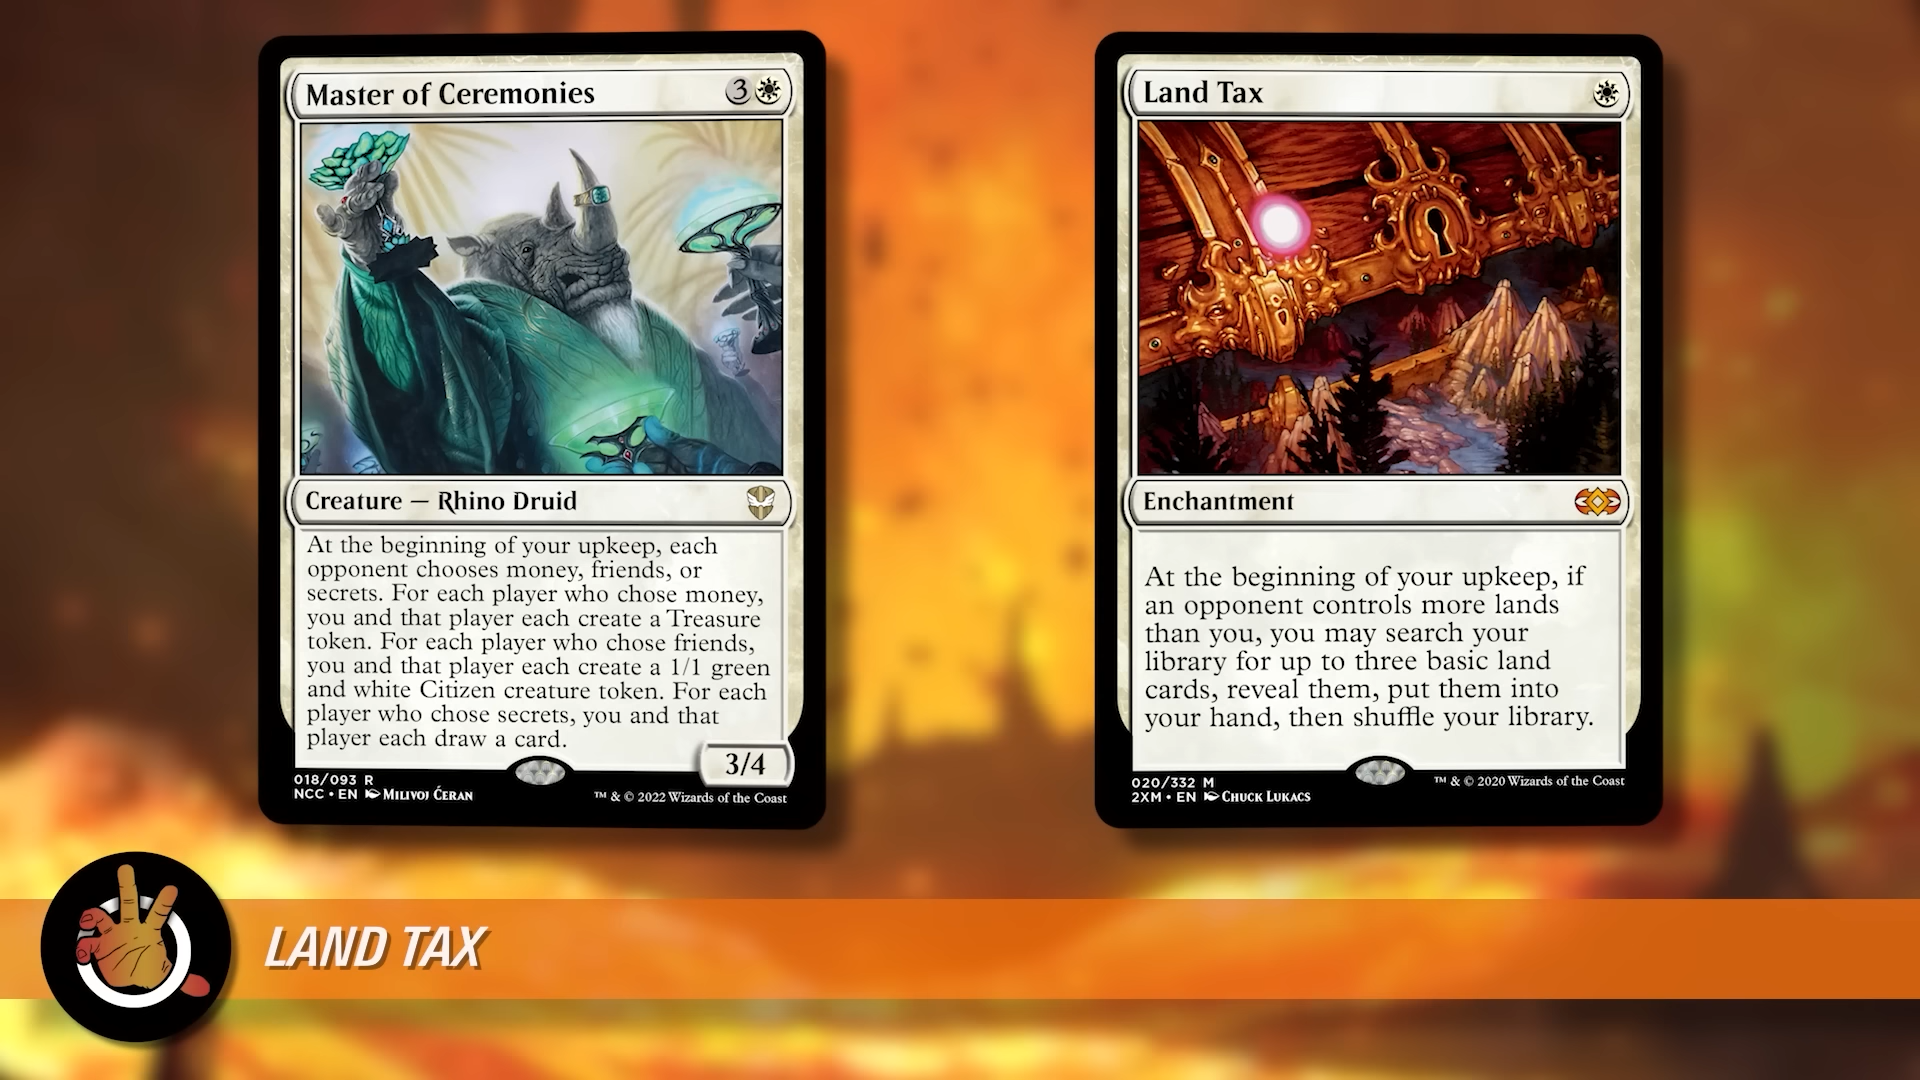 Master of Ceremonies 3
Creature — Rhino Druid
At the beginning of your upkeep, each
opponent chooses money, friends, or
secrets. For each player who chose money,
you and that player each create a Treasure
token. For each player who chose friends,
you and that player each create a 1/1 green
and white Citizen creature token. For each
player who chose secrets, you and that
player each draw a card.
3/4
018/093 R
NCC • EN MILIVOJ ĆERAN
™ & © 2022 Wizards of the Coast
Land Tax
Enchantment
At the beginning of your upkeep, if
an opponent controls more lands
than you, you may search your
library for up to three basic land
cards, reveal them, put them into
your hand, then shuffle your library.
020/332 M
2XM • EN CHUCK LUKACS
™ & © 2020 Wizards of the Coast
LAND TAX